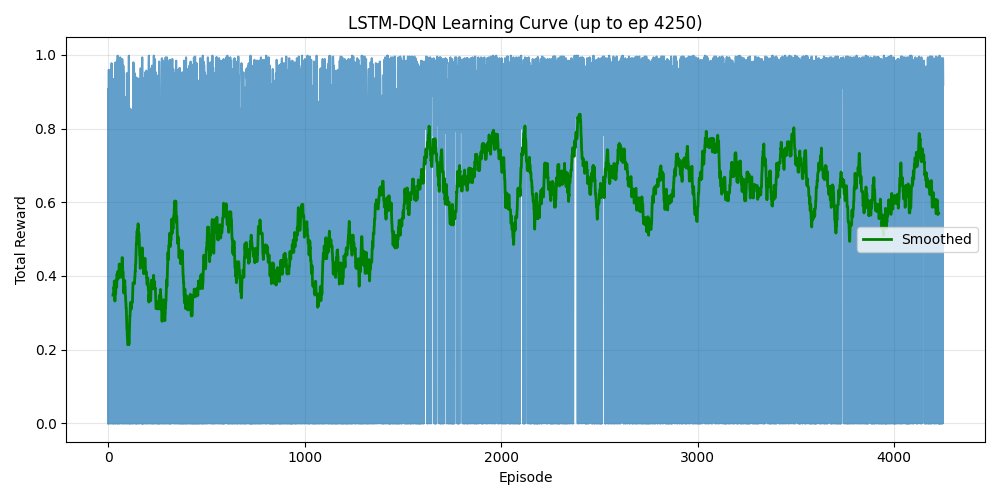 LSTM-DQN Learning Curve (up to ep 4250)
1.0
0.8
0.6
0.4
0.2
0.0
Total Reward
Smoothed
0 1000 2000 3000 4000
Episode